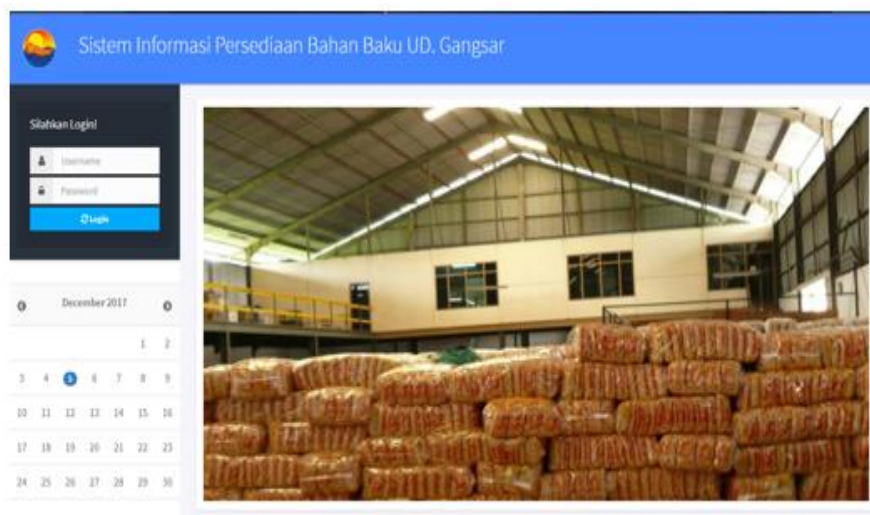 Sistem Informasi Persediaan Bahan Baku UD. Gangsar
Silahkan Login!
Username
Password
Login
December 2017
1 2
3 4 5 6 7 8 9
10 11 12 13 14 15 16
17 18 19 20 21 22 23
24 25 26 27 28 29 30